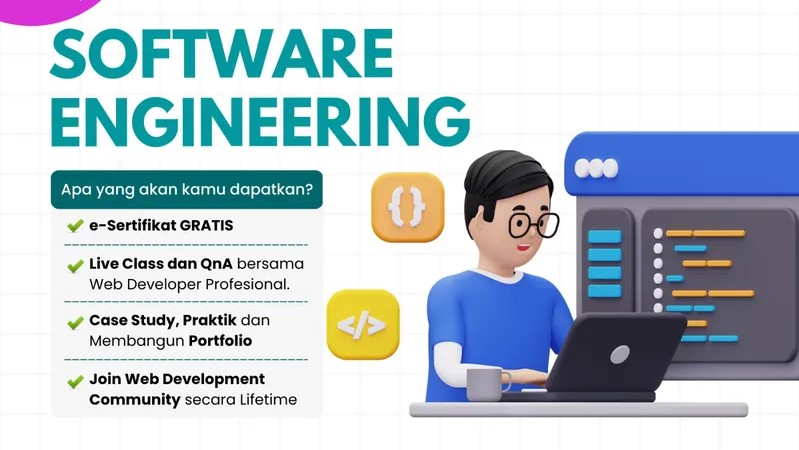 SOFTWARE
ENGINEERING
Apa yang akan kamu dapatkan?
e-Sertifikat GRATIS
Live Class dan QnA bersama
Web Developer Profesional.
Case Study, Praktik dan
Membangun Portfolio
Join Web Development
Community secara Lifetime
{ }
</>